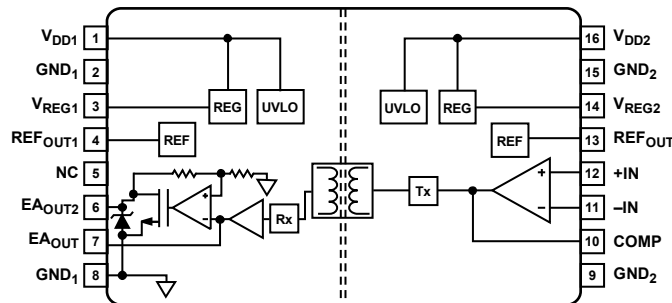 VDD1 1
GND1 2
VREG1 3
REFOUT1 4
NC 5
EAOUT2 6
EAOUT 7
GND1 8
REG
UVLO
REF
Rx
+
–
Tx
UVLO
REG
REF
+
–
16 VDD2
15 GND2
14 VREG2
13 REFOUT
12 +IN
11 –IN
10 COMP
9 GND2